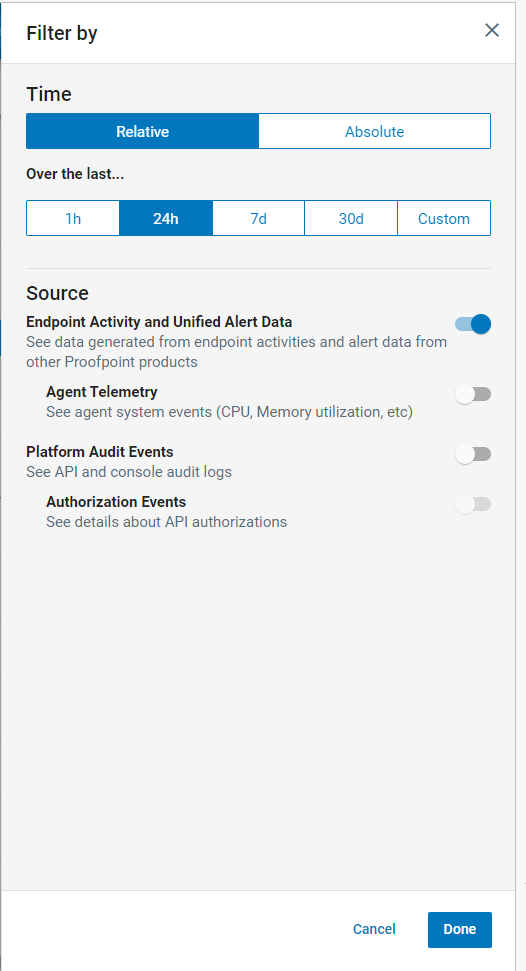 Filter by
Time
Relative Absolute
Over the last...
1h 24h 7d 30d Custom
Source
Endpoint Activity and Unified Alert Data
See data generated from endpoint activities and alert data from
other Proofpoint products
Agent Telemetry
See agent system events (CPU, Memory utilization, etc)
Platform Audit Events
See API and console audit logs
Authorization Events
See details about API authorizations
Cancel Done